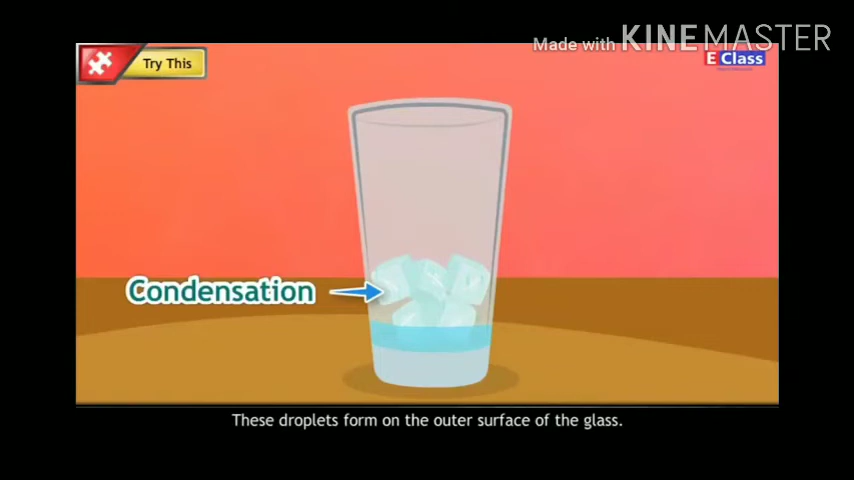 Made with KINEMASTER
Try This
E Class
Condensation
These droplets form on the outer surface of the glass.